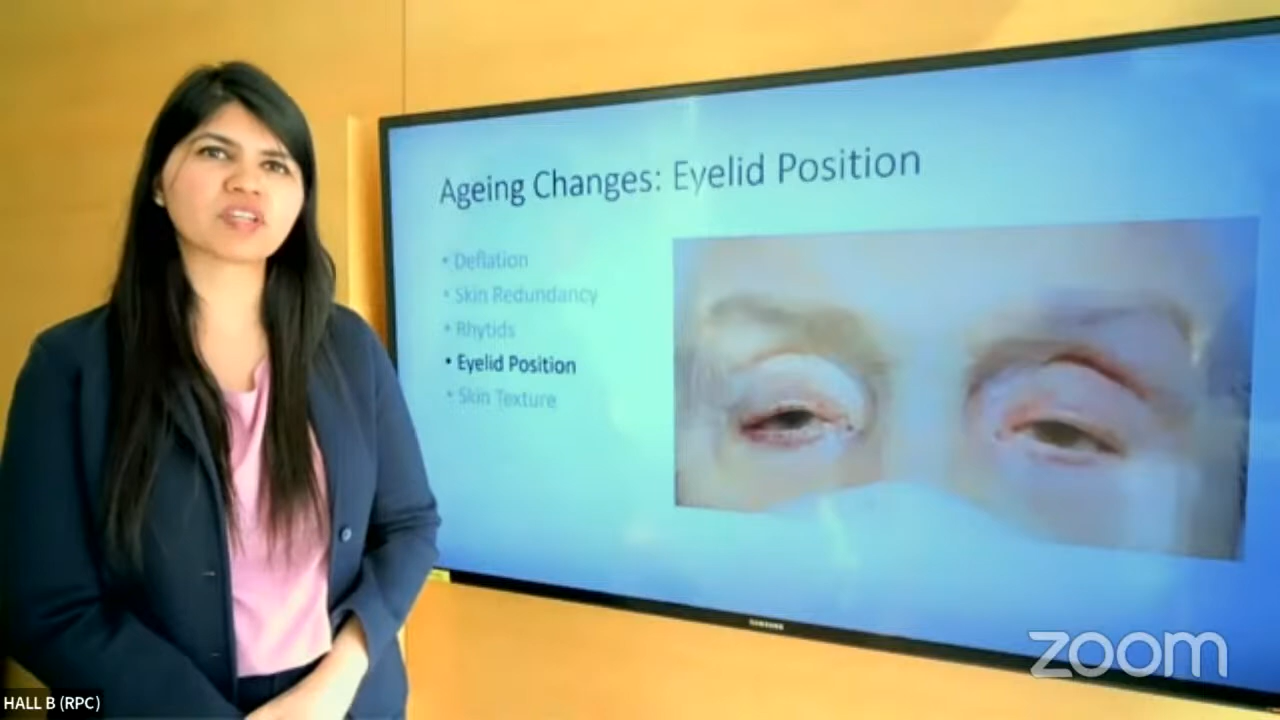 Ageing Changes: Eyelid Position
• Deflation
• Skin Redundancy
• Rhytids
• Eyelid Position
• Skin Texture
SAMSUNG
zoom
HALL B (RPC)